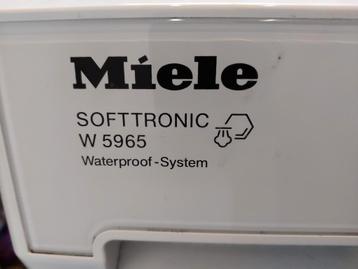 Miele
SOFTTRONIC
W 5965
Waterproof-System